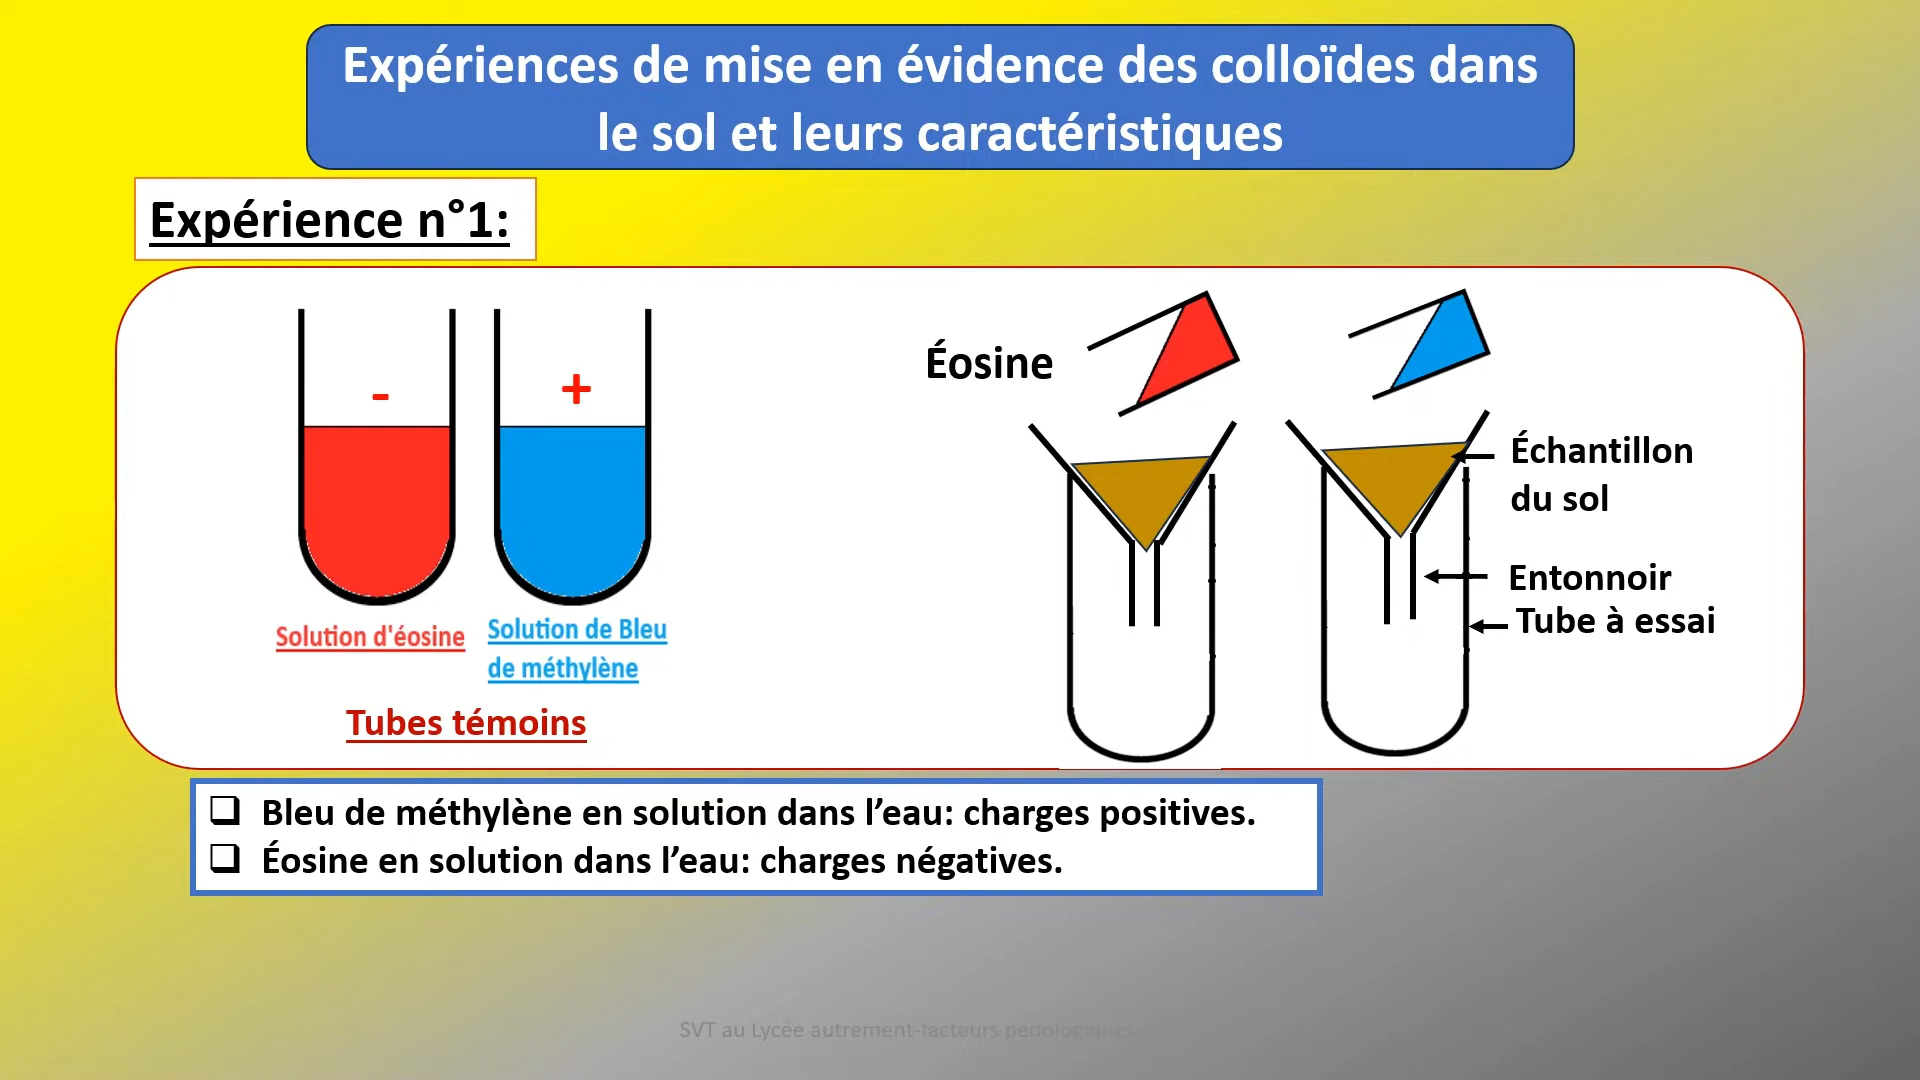 Expériences de mise en évidence des colloïdes dans
le sol et leurs caractéristiques
Expérience n°1:
-
+
Solution d'éosine
Solution de Bleu
de méthylène
Tubes témoins
Éosine
Échantillon
du sol
Entonnoir
Tube à essai
❑ Bleu de méthylène en solution dans l’eau: charges positives.
❑ Éosine en solution dans l’eau: charges négatives.
SVT au Lycée autrement-facteurs pédologiques